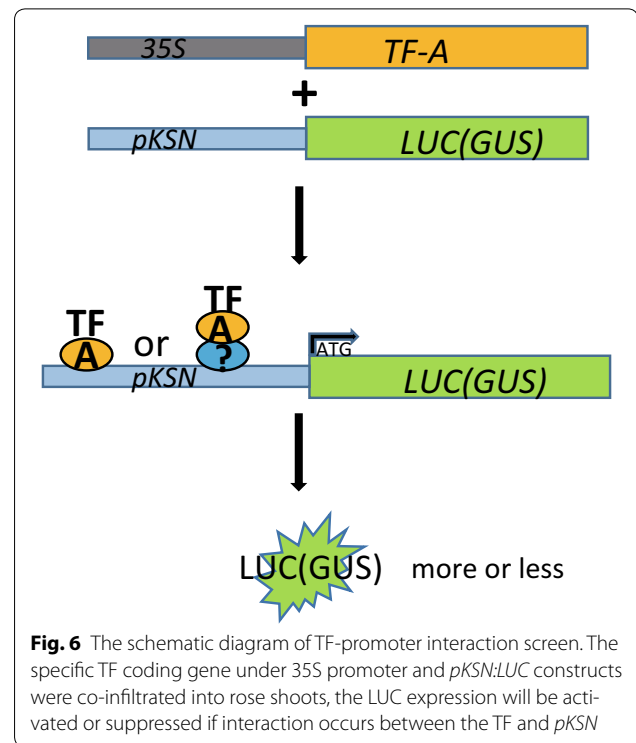 35S TF-A
+
pKSN LUC(GUS)
TF TF
A or A
?
ATG
pKSN LUC(GUS)
LUC(GUS) more or less
Fig. 6 The schematic diagram of TF-promoter interaction screen. The
specific TF coding gene under 35S promoter and pKSN:LUC constructs
were co-infiltrated into rose shoots, the LUC expression will be acti-
vated or suppressed if interaction occurs between the TF and pKSN